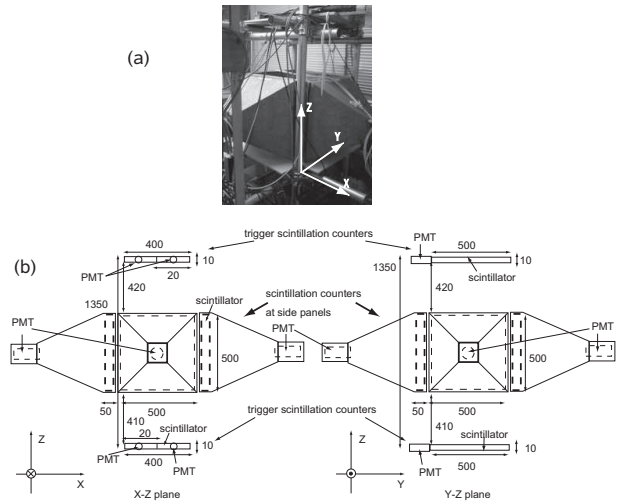 (a)
Z
Y
X
(b)
trigger scintillation counters
400
10
PMT
20
420
1350
scintillator
scintillation counters
at side panels
PMT
PMT
500
50
500
410
trigger scintillation counters
20
scintillator
10
400
PMT
PMT
Z
X
X-Z plane
PMT
500
10
1350
scintillator
420
PMT
500
50
500
410
scintillator
10
PMT
500
Z
Y
Y-Z plane